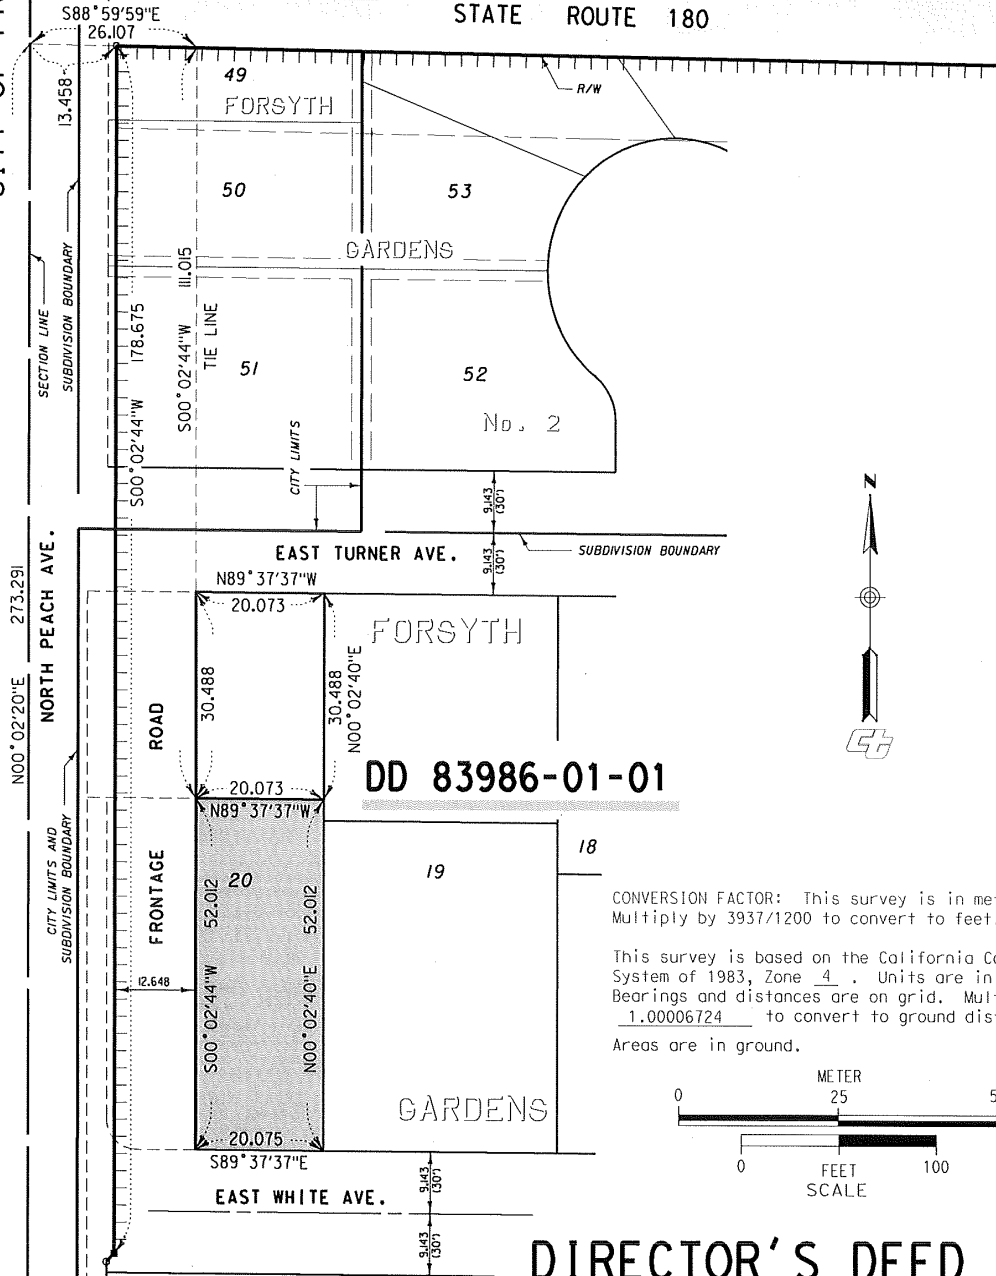 S88°59'59"E
26.107
STATE ROUTE 180
13.458
49
FORSYTH
R/W
50
53
GARDENS
SECTION LINE
SUBDIVISION BOUNDARY
178.675
S00°02'44"W
S00°02'44"W 111.015
TIE LINE
51
52
No. 2
CITY LIMITS
9.143
(30')
EAST TURNER AVE.
9.143
(30')
SUBDIVISION BOUNDARY
N
N89°37'37"W
20.073
FORSYTH
N00°02'20"E 273.291
NORTH PEACH AVE.
ROAD
30.488
30.488
N00°02'40"E
DD 83986-01-01
20.073
N89°37'37"W
CITY LIMITS AND
SUBDIVISION BOUNDARY
FRONTAGE
20
19
18
52.012
52.012
12.648
S00°02'44"W
N00°02'40"E
CONVERSION FACTOR: This survey is in me
Multiply by 3937/1200 to convert to feet.
This survey is based on the California Co
System of 1983, Zone 4 . Units are in
Bearings and distances are on grid. Mul
1.00006724 to convert to ground dis
Areas are in ground.
METER
0 25 5
0 100
FEET
SCALE
GARDENS
20.075
S89°37'37"E
9.143
(30')
EAST WHITE AVE.
9.143
(30')
DIRECTOR'S DEED